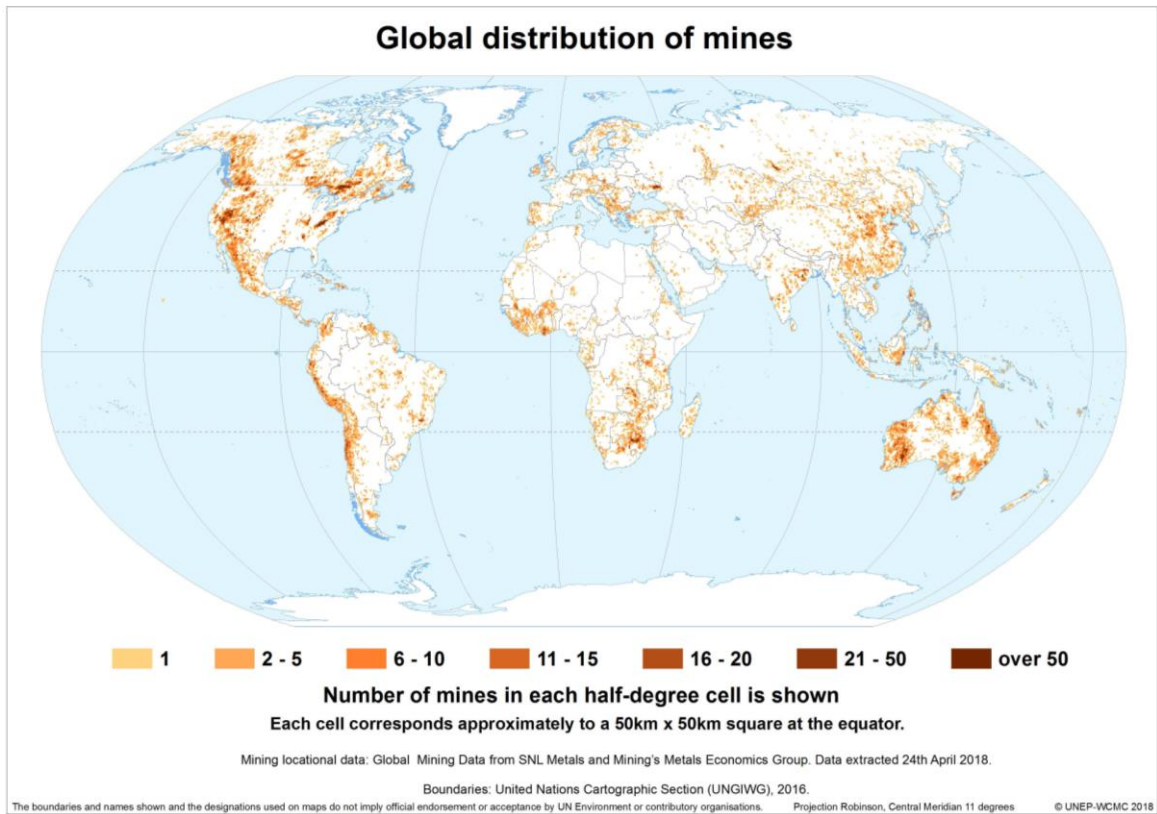 Global distribution of mines
1 2 - 5 6 - 10 11 - 15 16 - 20 21 - 50 over 50
Number of mines in each half-degree cell is shown
Each cell corresponds approximately to a 50km x 50km square at the equator.
Mining locational data: Global Mining Data from SNL Metals and Mining's Metals Economics Group. Data extracted 24th April 2018.
Boundaries: United Nations Cartographic Section (UNGIWG), 2016.
The boundaries and names shown and the designations used on maps do not imply official endorsement or acceptance by UN Environment or contributory organisations. Projection Robinson, Central Meridian 11 degrees © UNEP-WCMC 2018